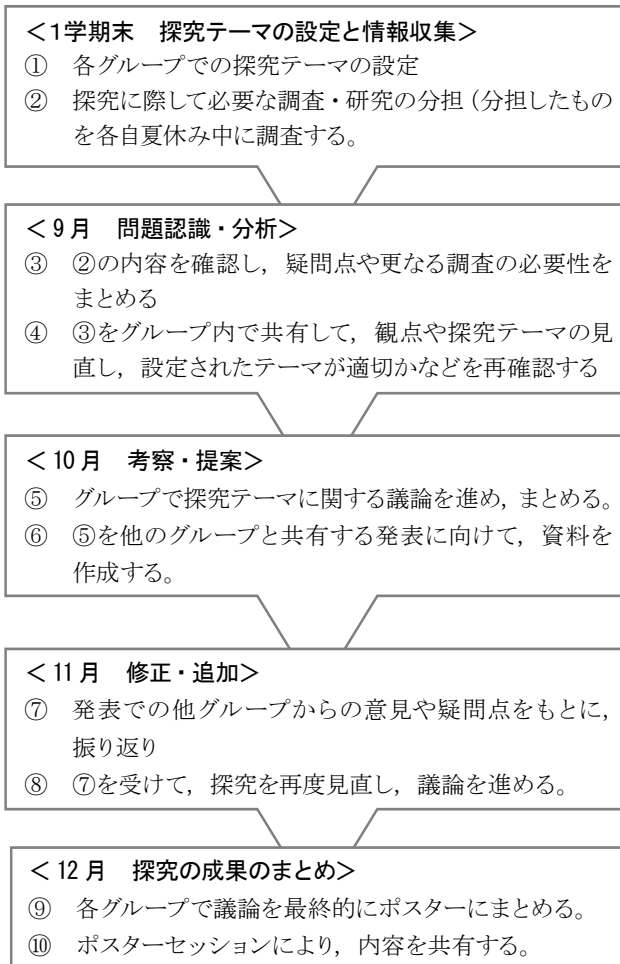 <1学期末　探究テーマの設定と情報収集>
①　各グループでの探究テーマの設定
②　探究に際して必要な調査・研究の分担（分担したもの
を各自夏休み中に調査する。
<9月　問題認識・分析>
③　②の内容を確認し，疑問点や更なる調査の必要性を
まとめる
④　③をグループ内で共有して，観点や探究テーマの見
直し，設定されたテーマが適切かなどを再確認する
<10月　考察・提案>
⑤　グループで探究テーマに関する議論を進め，まとめる。
⑥　⑤を他のグループと共有する発表に向けて，資料を
作成する。
<11月　修正・追加>
⑦　発表での他グループからの意見や疑問点をもとに，
振り返り
⑧　⑦を受けて，探究を再度見直し，議論を進める。
<12月　探究の成果のまとめ>
⑨　各グループで議論を最終的にポスターにまとめる。
⑩　ポスターセッションにより，内容を共有する。